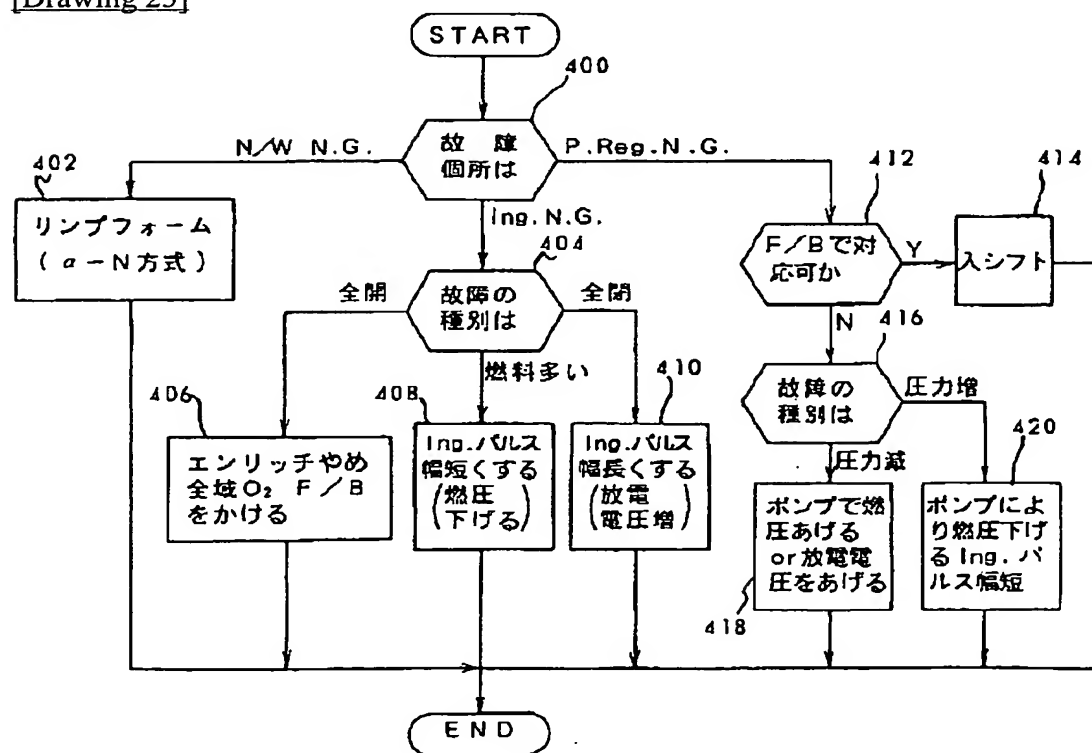 [Drawing 25]
START
400
故障
個所は
N/W N.G.
P.Reg.N.G.
Ing.N.G.
402
リンプフォーム
(α-N方式)
404
故障の
種別は
全開
燃料多い
全閉
406
エンリッチやめ
全域O₂ F/B
をかける
408
Ing.パルス
幅短くする
(燃圧
下げる)
410
Ing.パルス
幅長くする
(放電
電圧増)
412
F/Bで対
応可か
Y
N
414
入シフト
416
故障の
種別は
圧力増
圧力減
418
ポンプで燃
圧あげる
or放電電
圧をあげる
420
ポンプによ
り燃圧下げ
るIng.パ
ルス幅短
END